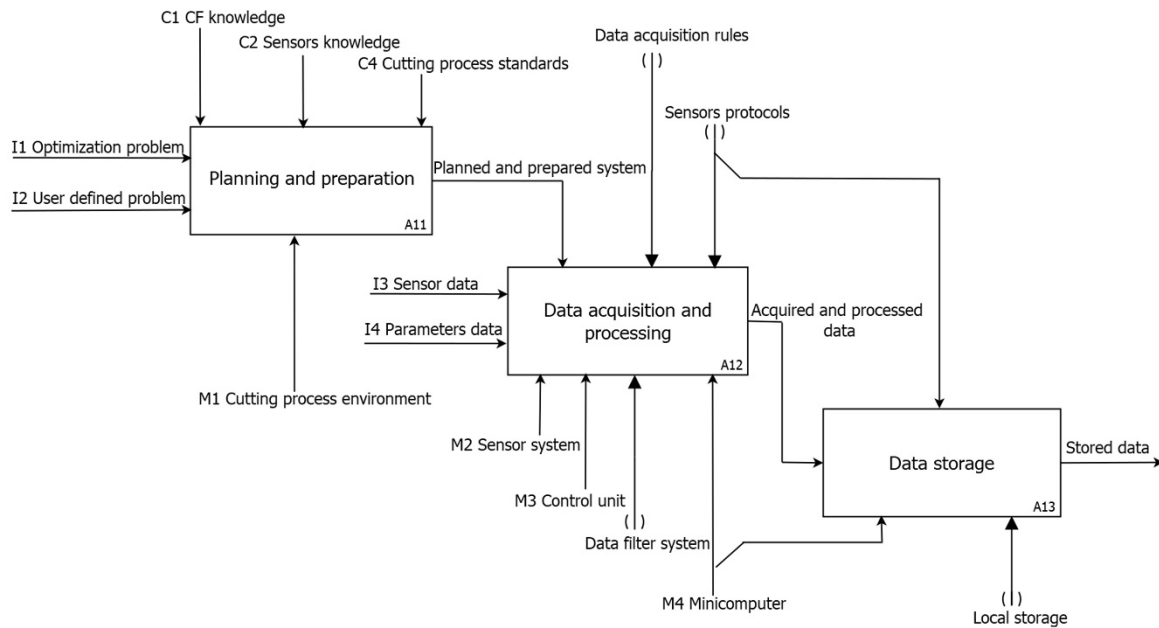 C1 CF knowledge
C2 Sensors knowledge
C4 Cutting process standards
Data acquisition rules
( )
Sensors protocols
( )
I1 Optimization problem
I2 User defined problem
Planning and preparation
A11
Planned and prepared system
M1 Cutting process environment
I3 Sensor data
I4 Parameters data
Data acquisition and
processing
A12
Acquired and processed
data
M2 Sensor system
M3 Control unit
( )
Data filter system
M4 Minicomputer
Data storage
A13
Stored data
( )
Local storage